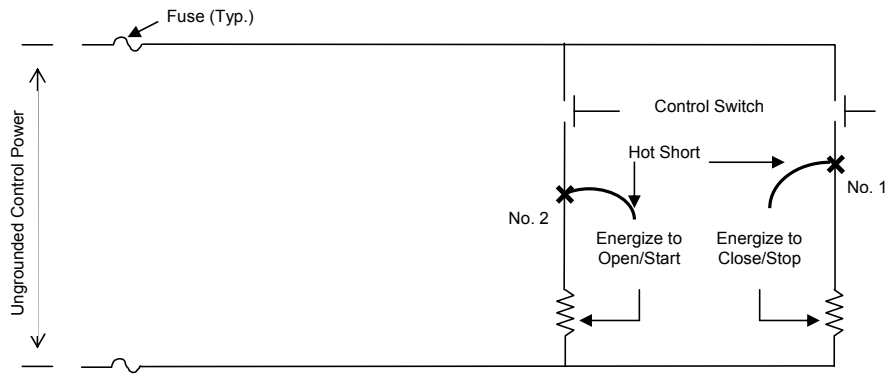 Fuse (Typ.)
Ungrounded Control Power
Control Switch
Hot Short
No. 1
No. 2
Energize to
Open/Start
Energize to
Close/Stop